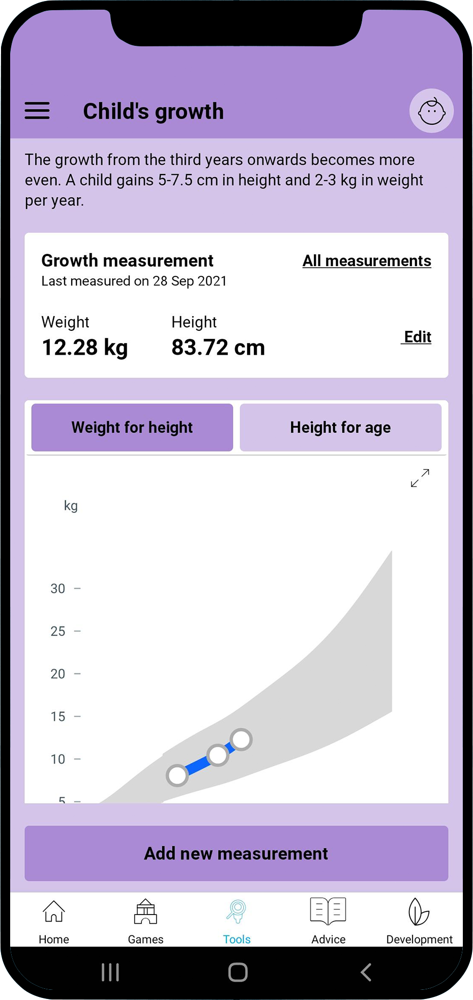 Child's growth
The growth from the third years onwards becomes more
even. A child gains 5-7.5 cm in height and 2-3 kg in weight
per year.
Growth measurement
All measurements
Last measured on 28 Sep 2021
Weight
Height
12.28 kg
83.72 cm
Edit
Weight for height
Height for age
kg
30
25
20
15
10
5
Add new measurement
Home
Games
Tools
Advice
Development